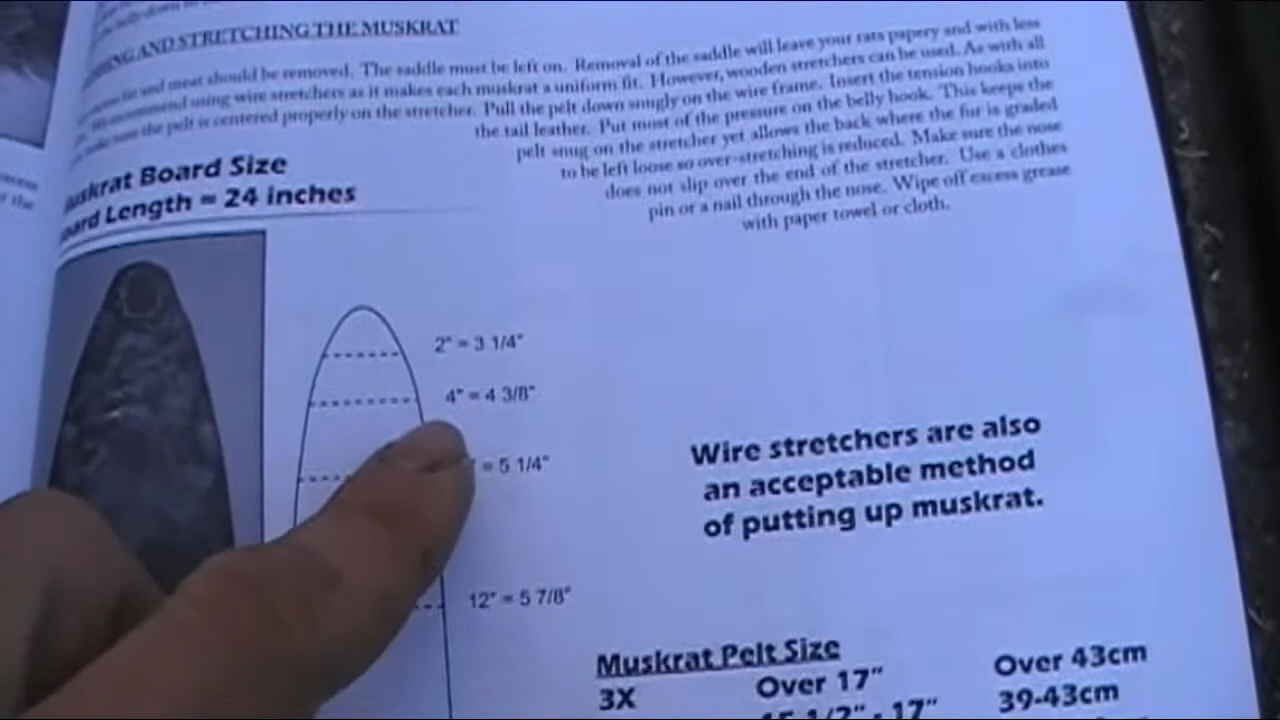 AND STRETCHING THE MUSKRAT
fit and meat should be removed. The saddle must be left on. Removal of the saddle will leave your rats papery and with less
recommend using wire stretchers as it makes each muskrat a uniform fit. However, wooden stretchers can be used. As with all
make sure the pelt is centered properly on the stretcher. Pull the pelt down snugly on the wire frame. Insert the tension hooks into
the tail leather. Put most of the pressure on the belly hook. This keeps the
pelt snug on the stretcher yet allows the back where the fur is graded
to be left loose so over-stretching is reduced. Make sure the nose
does not slip over the end of the stretcher. Use a clothes
pin or a nail through the nose. Wipe off excess grease
with paper towel or cloth.
Board Size
Length = 24 inches
2" = 3 1/4"
4" = 4 3/8"
= 5 1/4"
12" = 5 7/8"
Wire stretchers are also
an acceptable method
of putting up muskrat.
Muskrat Pelt Size
3X Over 17" Over 43cm
15 1/2" - 17" 39-43cm